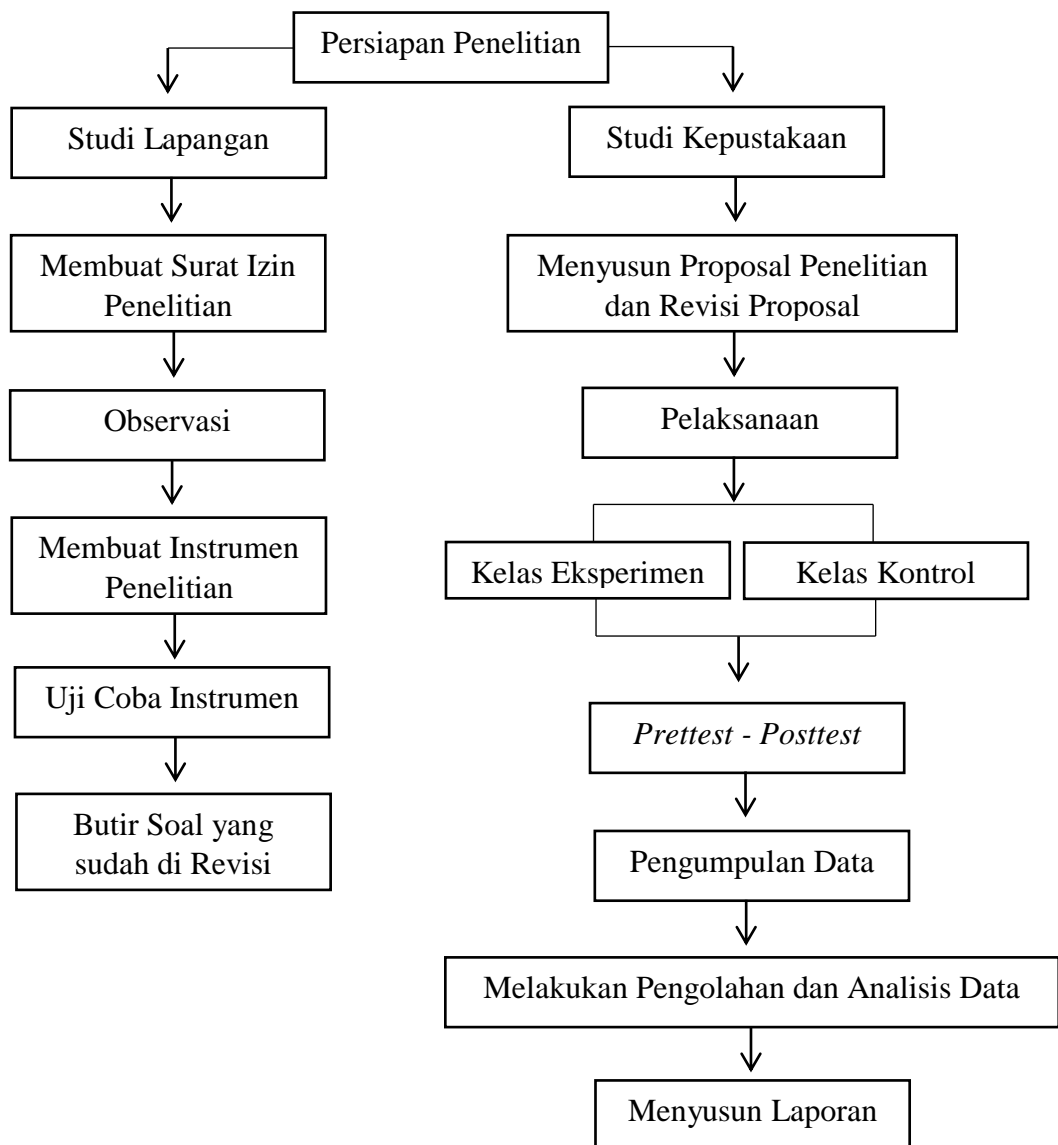 Persiapan Penelitian
Studi Lapangan
Studi Kepustakaan
Membuat Surat Izin
Penelitian
Menyusun Proposal Penelitian
dan Revisi Proposal
Observasi
Pelaksanaan
Membuat Instrumen
Penelitian
Kelas Eksperimen
Kelas Kontrol
Uji Coba Instrumen
Prettest - Posttest
Butir Soal yang
sudah di Revisi
Pengumpulan Data
Melakukan Pengolahan dan Analisis Data
Menyusun Laporan